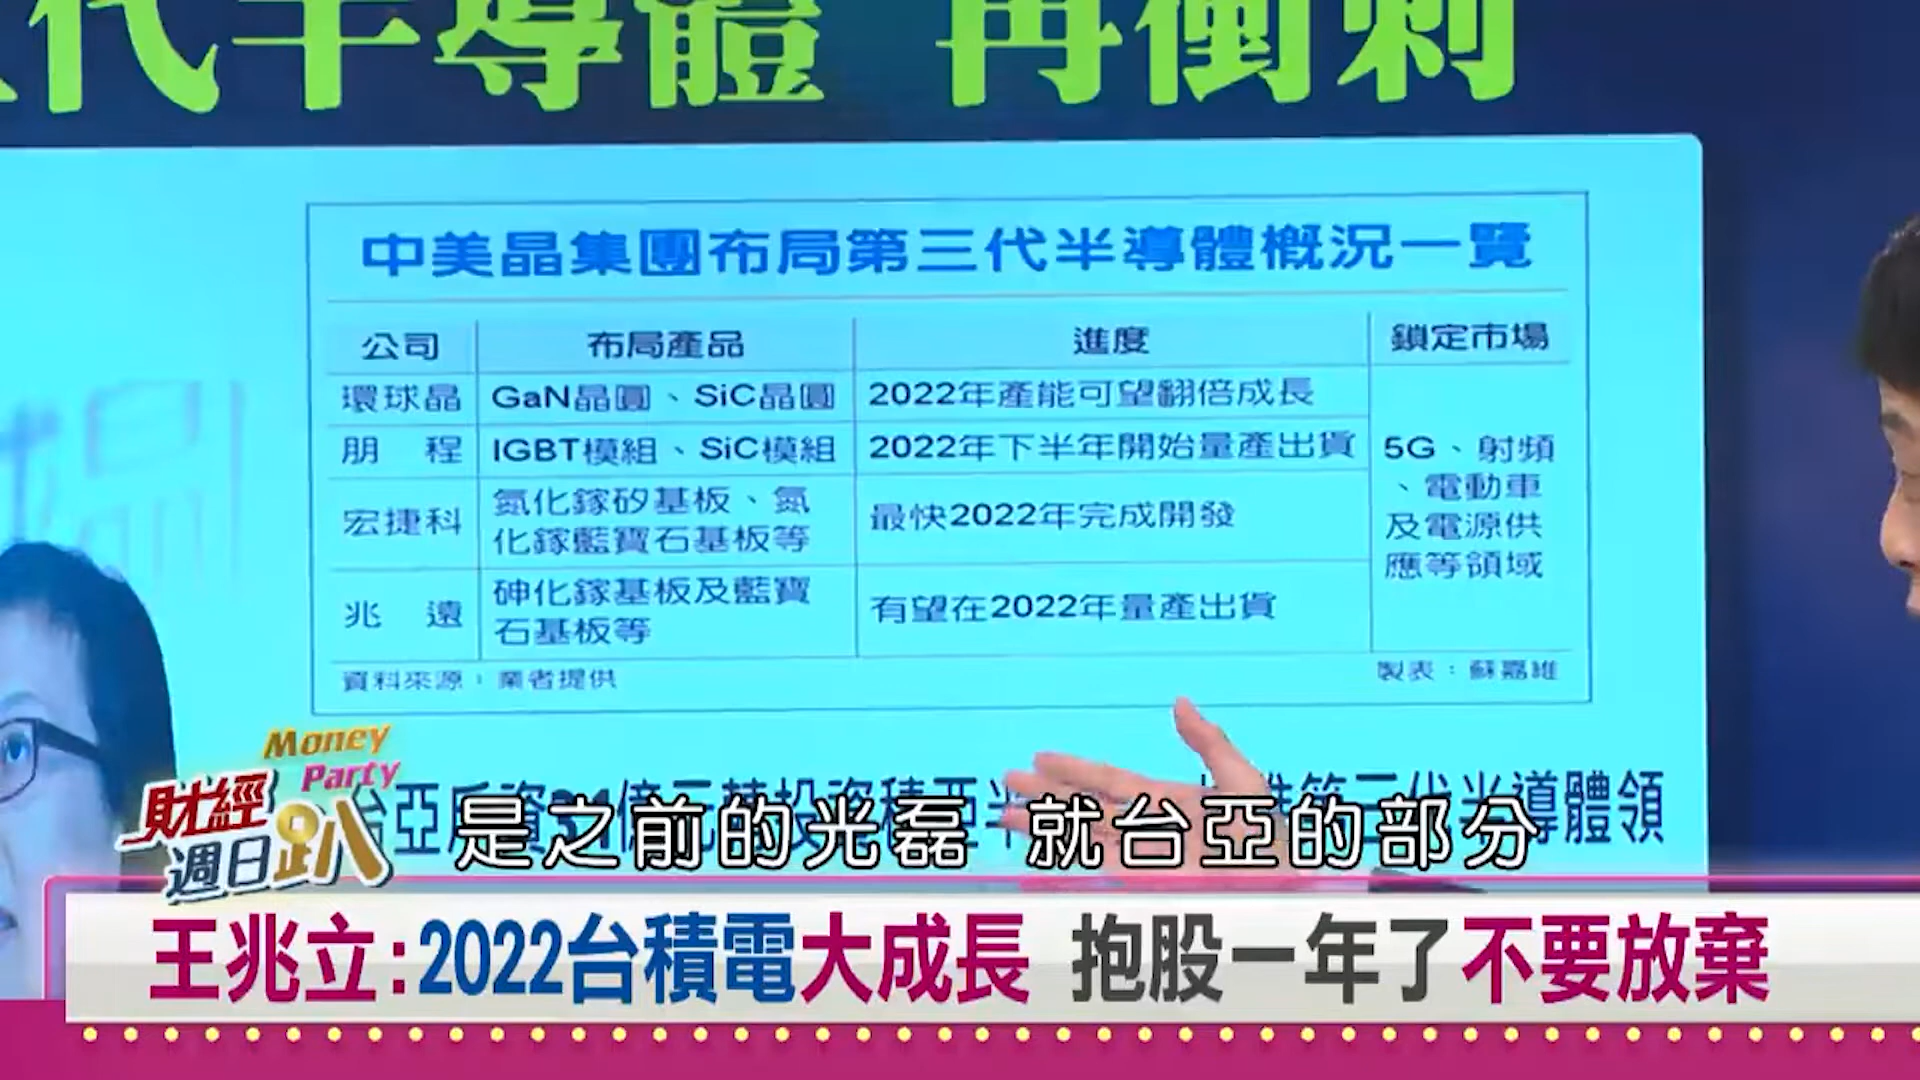 代半導體 再衝刺
中美晶集團布局第三代半導體概況一覽
公司 布局產品 進度 鎖定市場
環球晶 GaN晶圓、SiC晶圓 2022年產能可望翻倍成長
朋 程 IGBT模組、SiC模組 2022年下半年開始量產出貨
宏捷科 氮化鎵矽基板、氮
化鎵藍寶石基板等 最快2022年完成開發
兆 遠 砷化鎵基板及藍寶
石基板等 有望在2022年量產出貨
5G、射頻
、電動車
及電源供
應等領域
資料來源：業者提供 製表：蘇嘉維
Money
Party
財經
週日趴
第三代半導體領
是之前的光磊 就台亞的部分
王兆立:2022台積電大成長 抱股一年了不要放棄